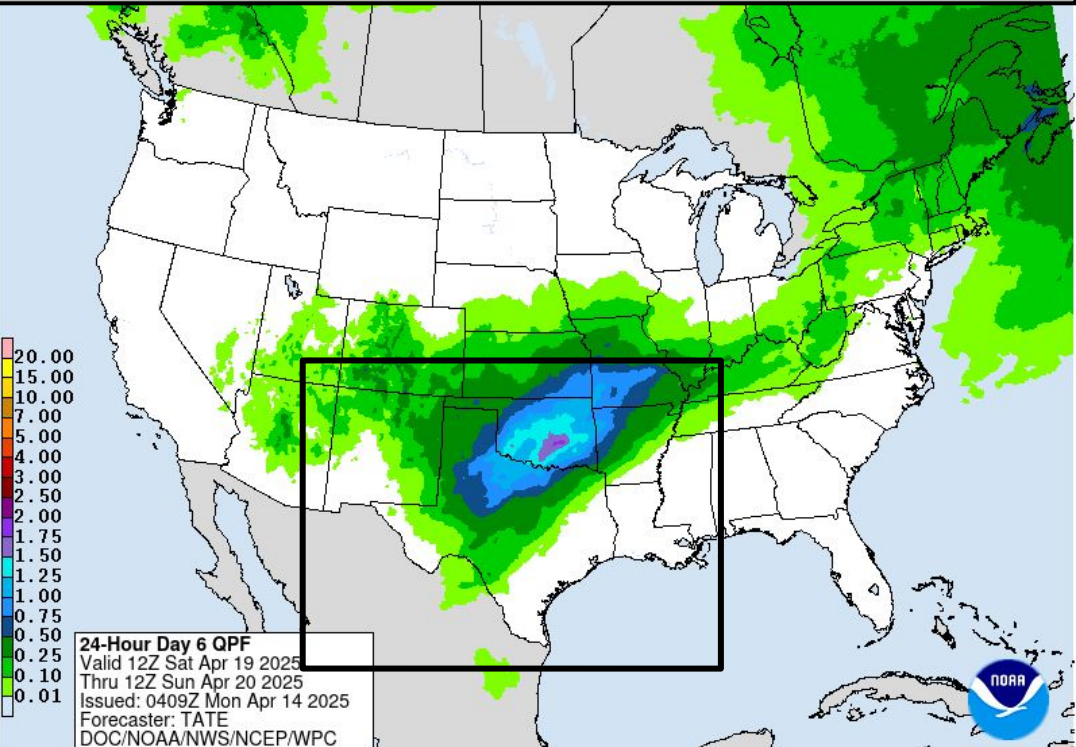 20.00
15.00
10.00
7.00
5.00
4.00
3.00
2.50
2.00
1.75
1.50
1.25
1.00
0.75
0.50
0.25
0.10
0.01
24-Hour Day 6 QPF
Valid 12Z Sat Apr 19 2025
Thru 12Z Sun Apr 20 2025
Issued: 0409Z Mon Apr 14 2025
Forecaster: TATE
DOC/NOAA/NWS/NCEP/WPC
NOAA